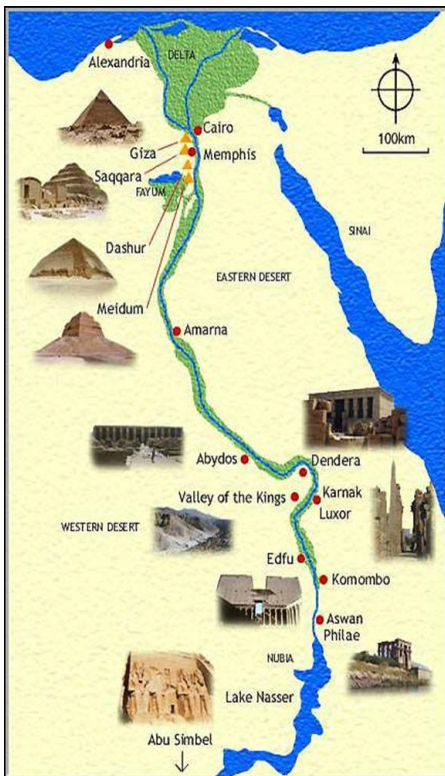 DELTA
Alexandria
Cairo
100km
Giza
Memphis
Saqqara
FAYUM
SINAI
Dashur
EASTERN DESERT
Meidum
Amarna
Abydos
Dendera
Valley of the Kings
Karnak
Luxor
WESTERN DESERT
Edfu
Komombo
Aswan
Philae
NUBIA
Lake Nasser
Abu Simbel